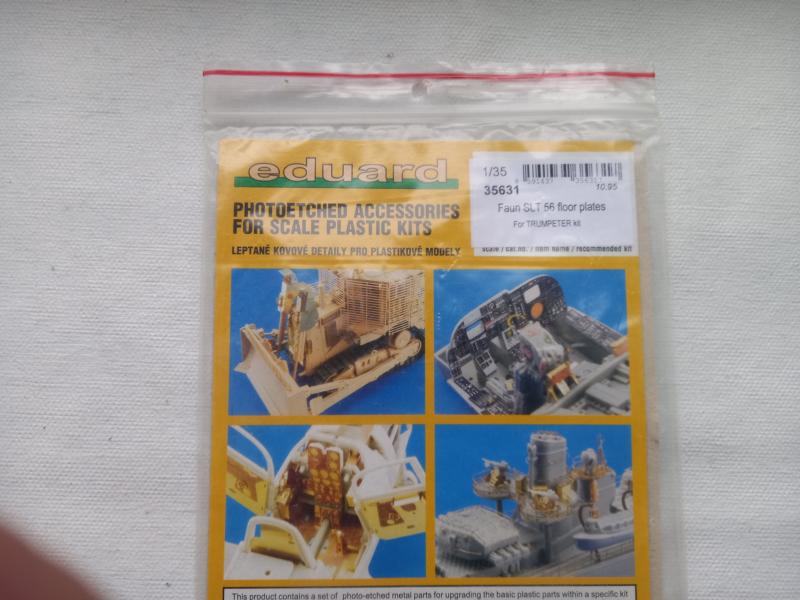 eduard
1/35
35631
10.95
Faun SLT 56 floor plates
For TRUMPETER kit
PHOTOETCHED ACCESSORIES
FOR SCALE PLASTIC KITS
LEPTANÉ KOVOVÉ DETAILY PRO PLASTIKOVÉ MODELY
scale / cat.no. / item name / recommended kit
This product contains a set of photo-etched metal parts for upgrading the basic plastic parts within a specific kit